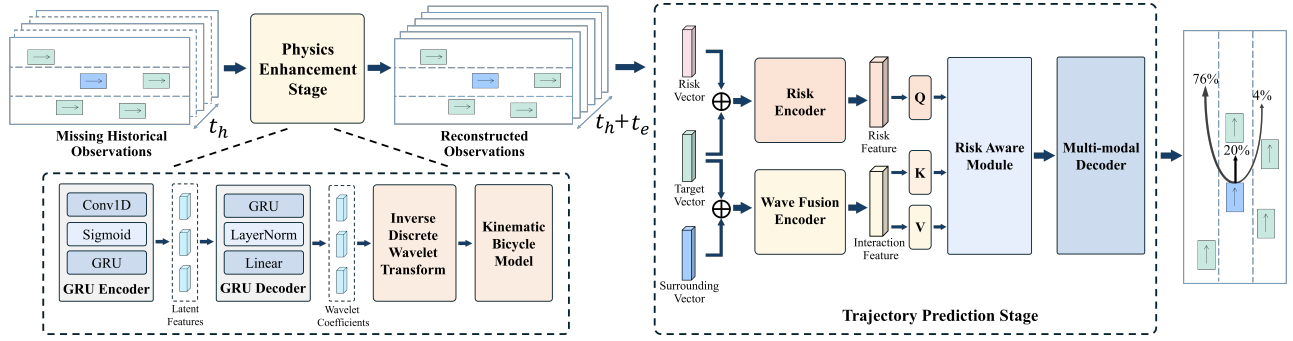 Missing Historical
Observations
t_h
Physics
Enhancement
Stage
Reconstructed
Observations
t_h+t_e
Conv1D
Sigmoid
GRU
GRU Encoder
Latent
Features
GRU
LayerNorm
Linear
GRU Decoder
Wavelet
Coefficients
Inverse
Discrete
Wavelet
Transform
Kinematic
Bicycle
Model
Risk
Vector
Target
Vector
Surrounding
Vector
Risk
Encoder
Wave Fusion
Encoder
Risk
Feature
Interaction
Feature
Q
K
V
Risk Aware
Module
Multi-modal
Decoder
Trajectory Prediction Stage
76%
4%
20%